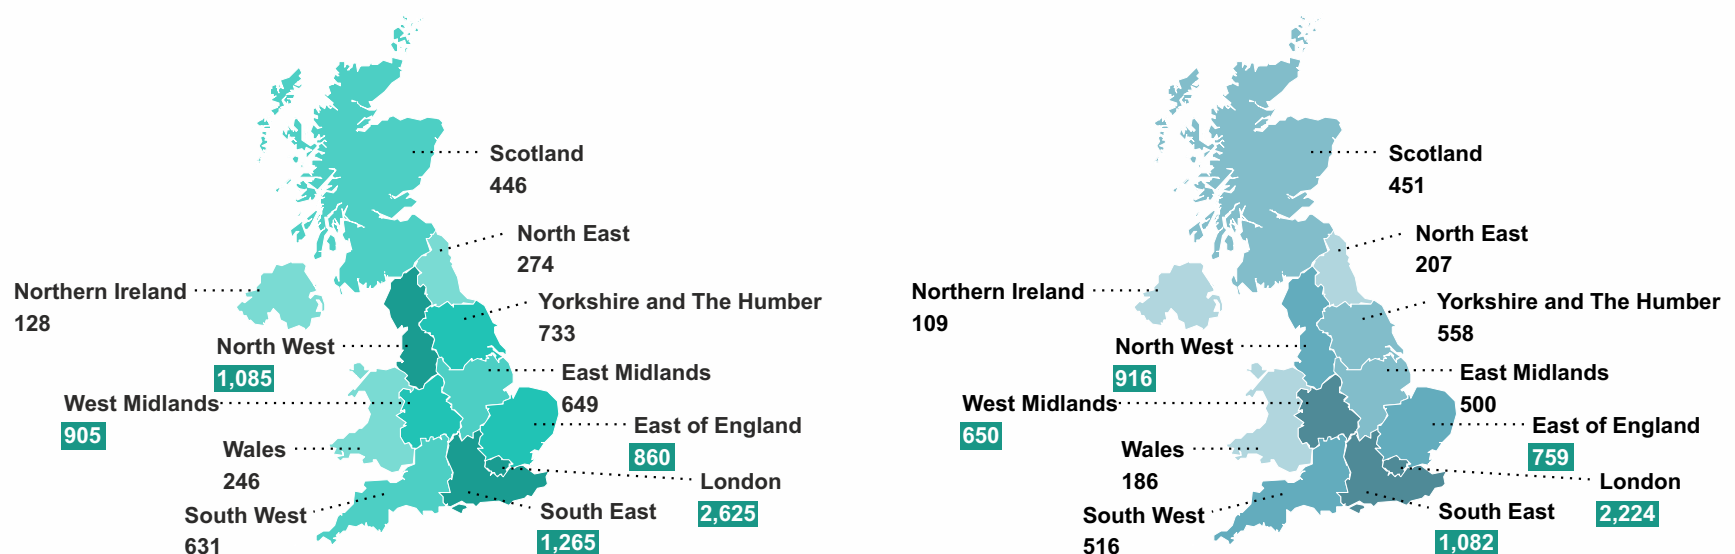 Scotland
446
North East
274
Northern Ireland
128
Yorkshire and The Humber
733
North West
1,085
East Midlands
649
West Midlands
905
East of England
860
Wales
246
London
2,625
South West
631
South East
1,265
Scotland
451
North East
207
Northern Ireland
109
Yorkshire and The Humber
558
North West
916
East Midlands
500
West Midlands
650
East of England
759
Wales
186
London
2,224
South West
516
South East
1,082